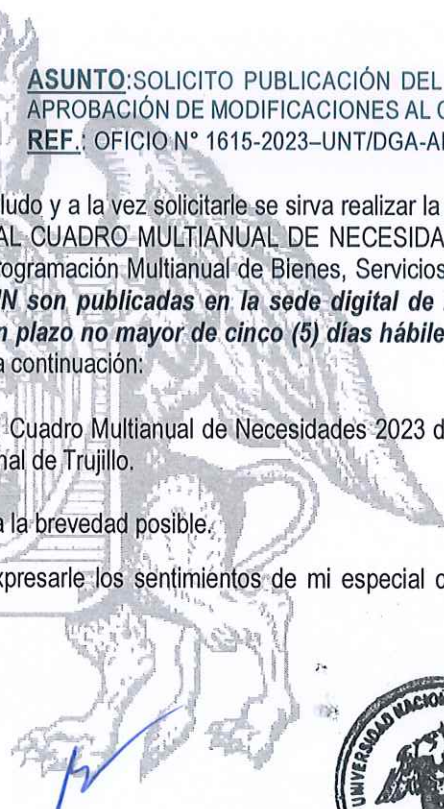 ASUNTO:SOLICITO PUBLICACIÓN DEL
APROBACIÓN DE MODIFICACIONES AL
REF.: OFICIO N° 1615-2023–UNT/DGA-
ludo y a la vez solicitarle se sirva realizar la
AL CUADRO MULTIANUAL DE
rogramación Multianual de Bienes, Servicios
N son publicadas en la sede digital de
plazo no mayor de cinco (5) días
a continuación:
Cuadro Multianual de Necesidades 2023 d
nal de Trujillo.
a la brevedad posible.
xpresarle los sentimientos de mi especial
UNIVERSIDAD